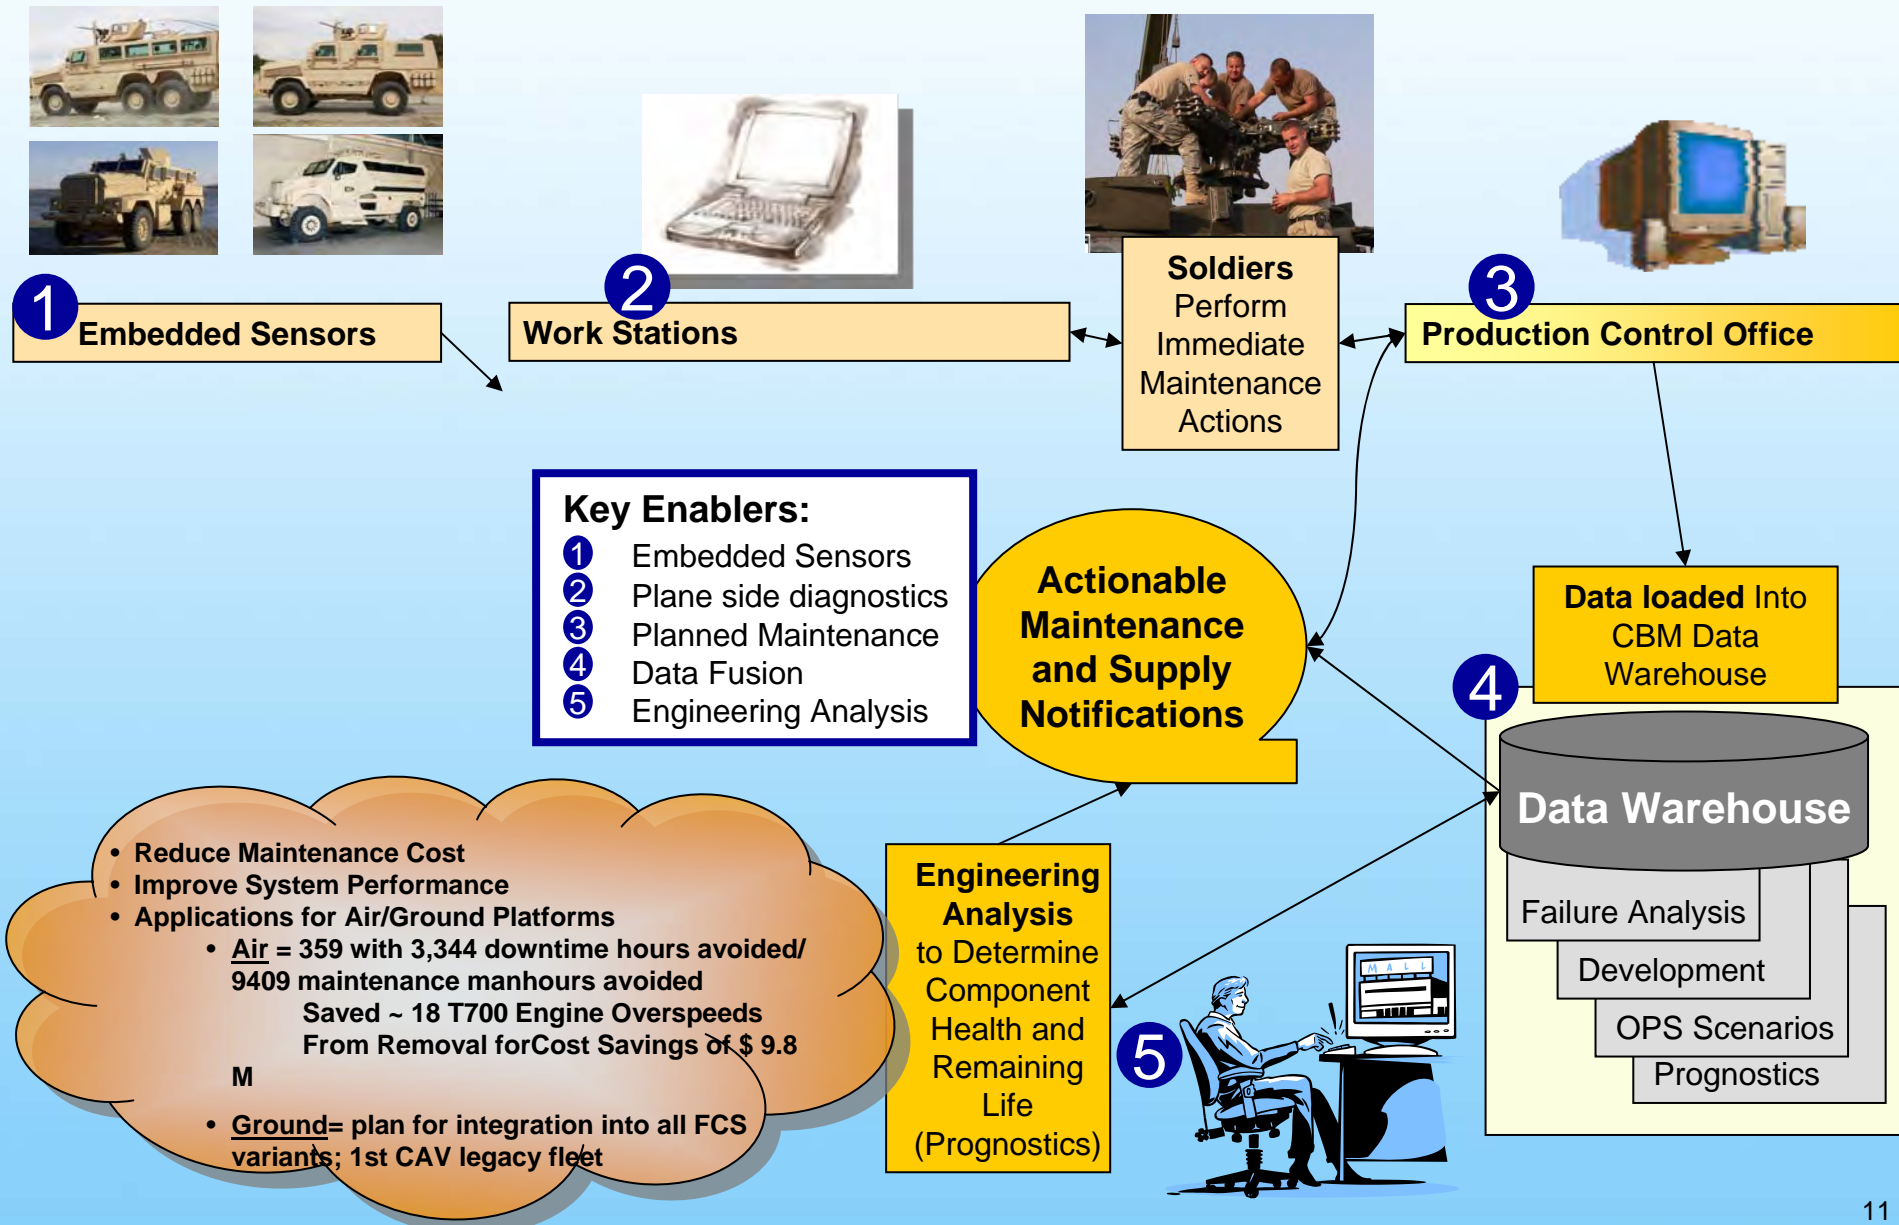 1
Embedded Sensors
2
Work Stations
Soldiers
Perform
Immediate
Maintenance
Actions
3
Production Control Office
Key Enablers:
1 Embedded Sensors
2 Plane side diagnostics
3 Planned Maintenance
4 Data Fusion
5 Engineering Analysis
Actionable
Maintenance
and Supply
Notifications
Data loaded Into
CBM Data
Warehouse
4
Data Warehouse
Failure Analysis
Development
OPS Scenarios
Prognostics
• Reduce Maintenance Cost
• Improve System Performance
• Applications for Air/Ground Platforms
• Air = 359 with 3,344 downtime hours avoided/
9409 maintenance manhours avoided
Saved ~ 18 T700 Engine Overspeeds
From Removal forCost Savings of $ 9.8
M
• Ground= plan for integration into all FCS
variants; 1st CAV legacy fleet
Engineering
Analysis
to Determine
Component
Health and
Remaining
Life
(Prognostics)
5
MALL
11